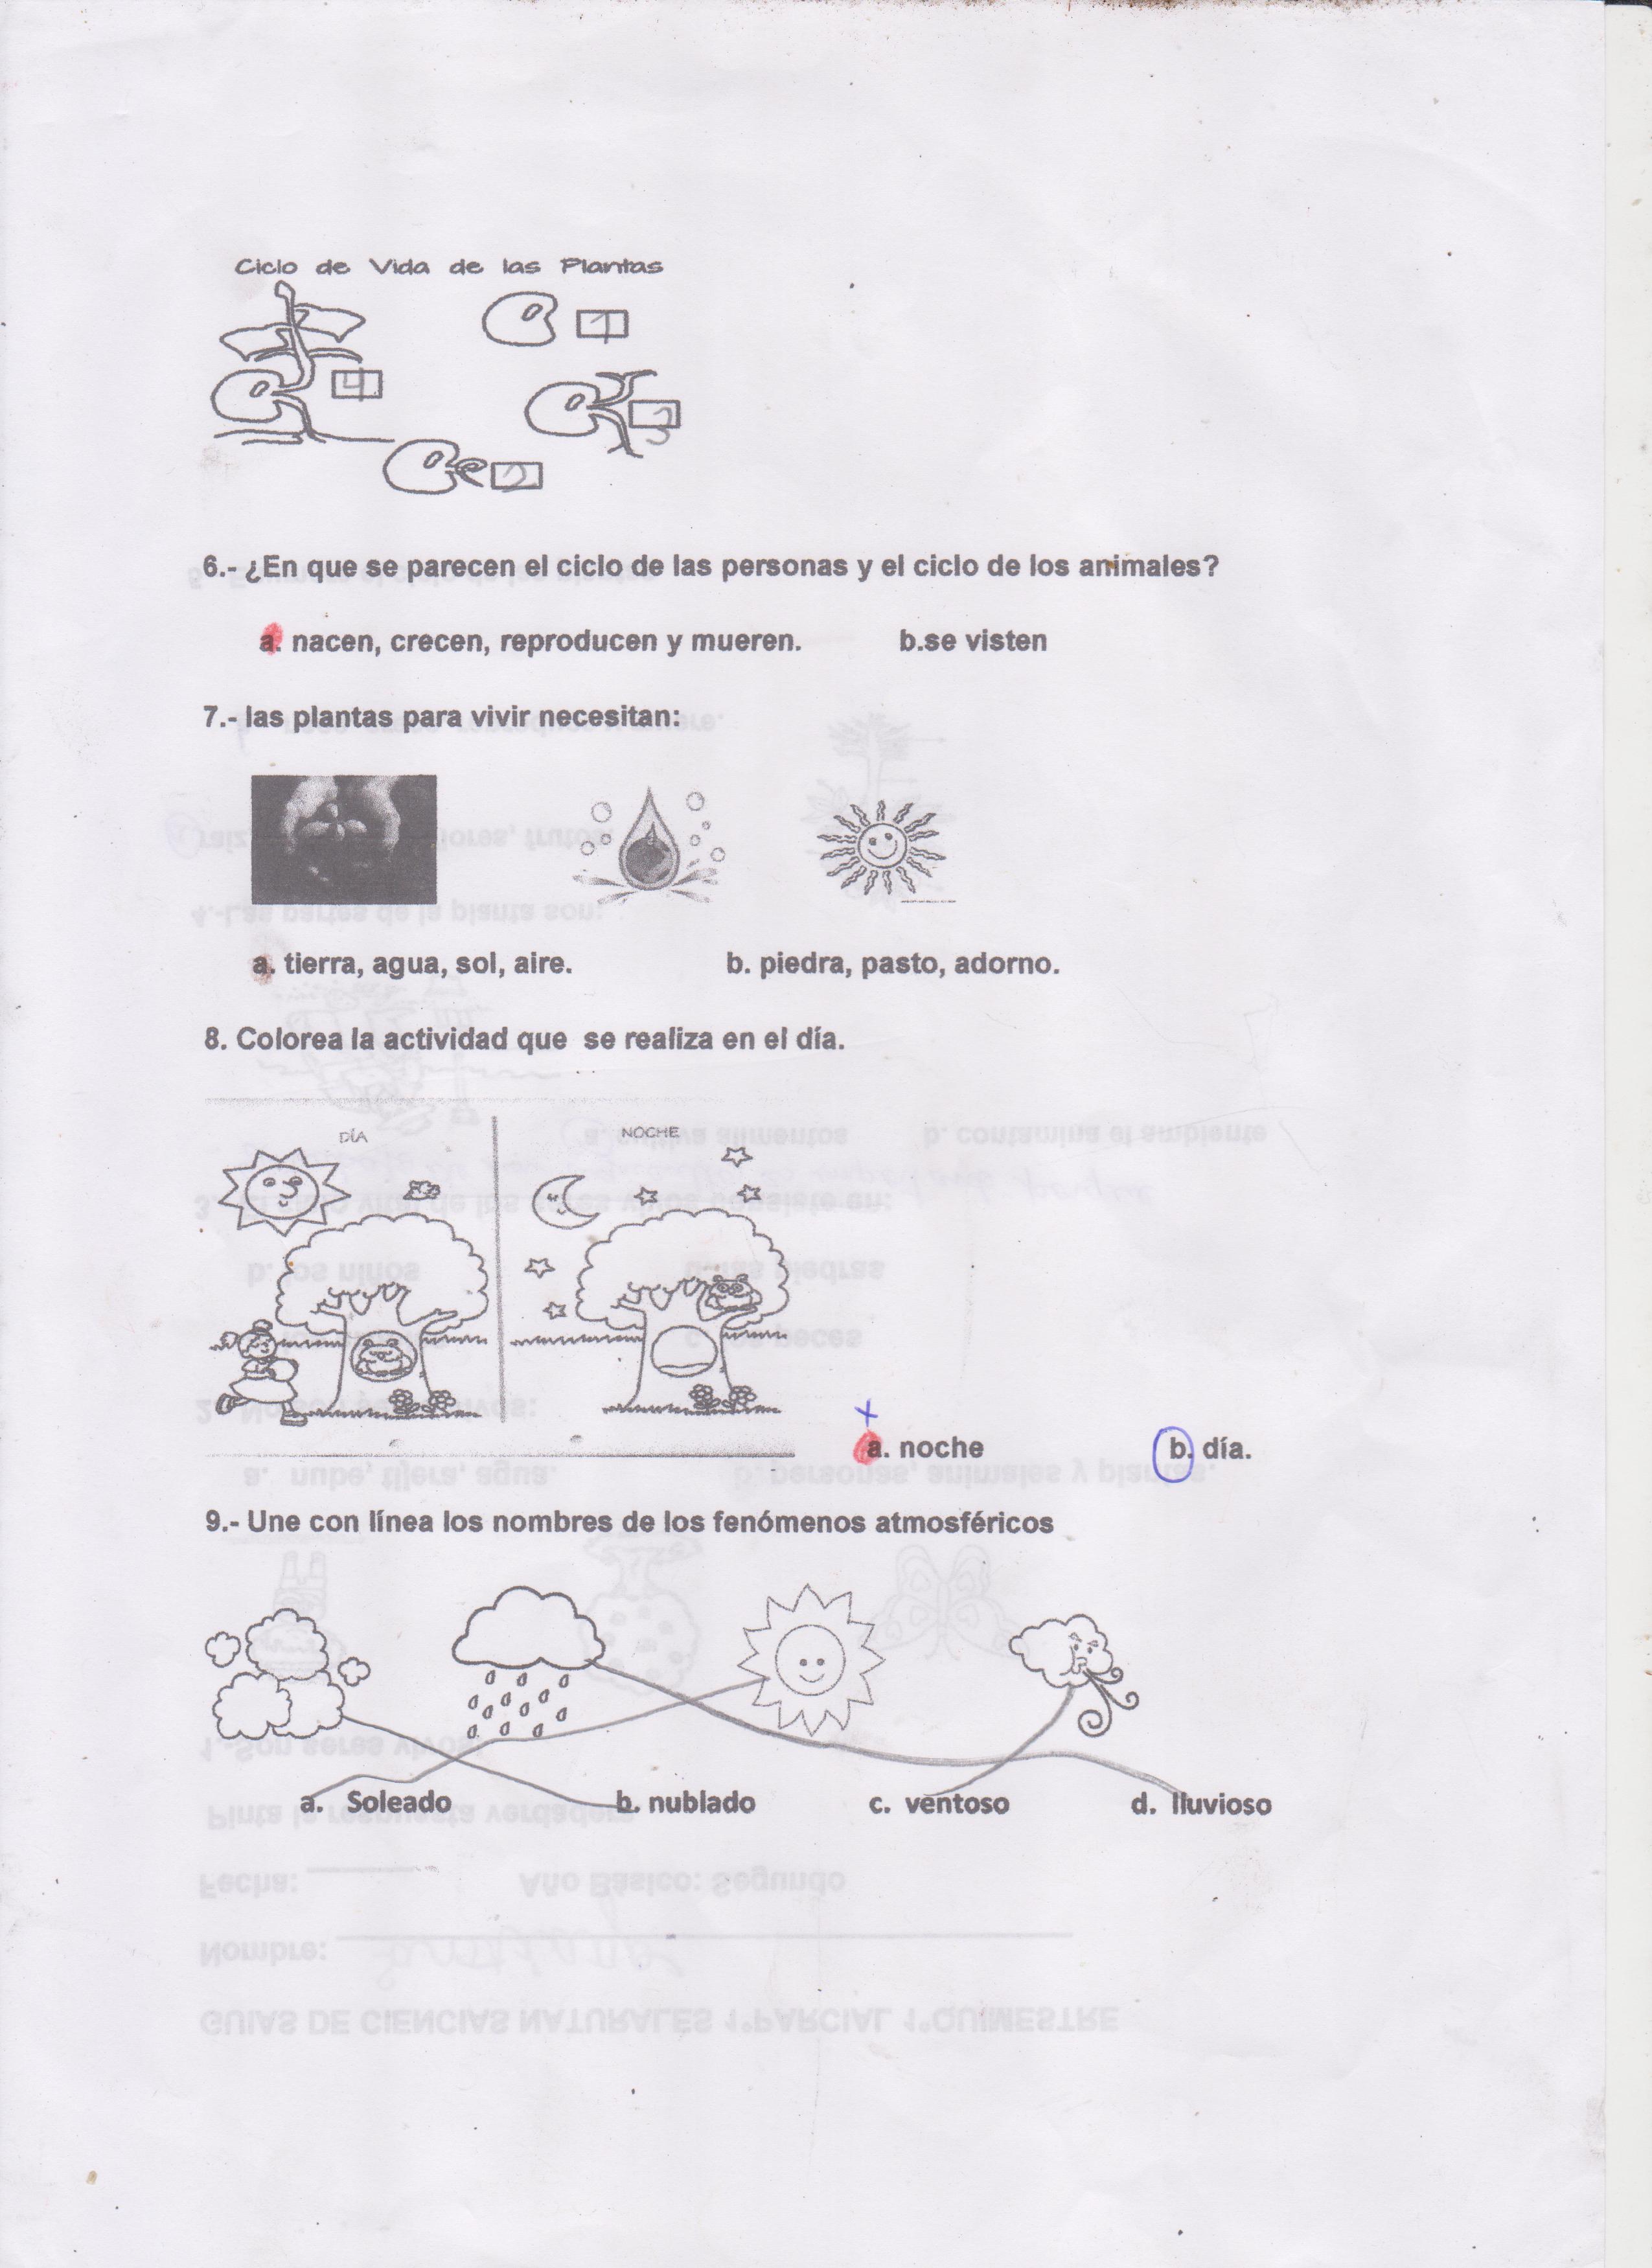 Ciclo de Vida de las Plantas
1
4
3
2
6.- ¿En que se parecen el ciclo de las personas y el ciclo de los animales?
a. nacen, crecen, reproducen y mueren. b.se visten
7.- las plantas para vivir necesitan:
a. tierra, agua, sol, aire. b. piedra, pasto, adorno.
8. Colorea la actividad que se realiza en el día.
DÍA NOCHE
a. noche b. día.
9.- Une con línea los nombres de los fenómenos atmosféricos
a. Soleado b. nublado c. ventoso d. lluvioso